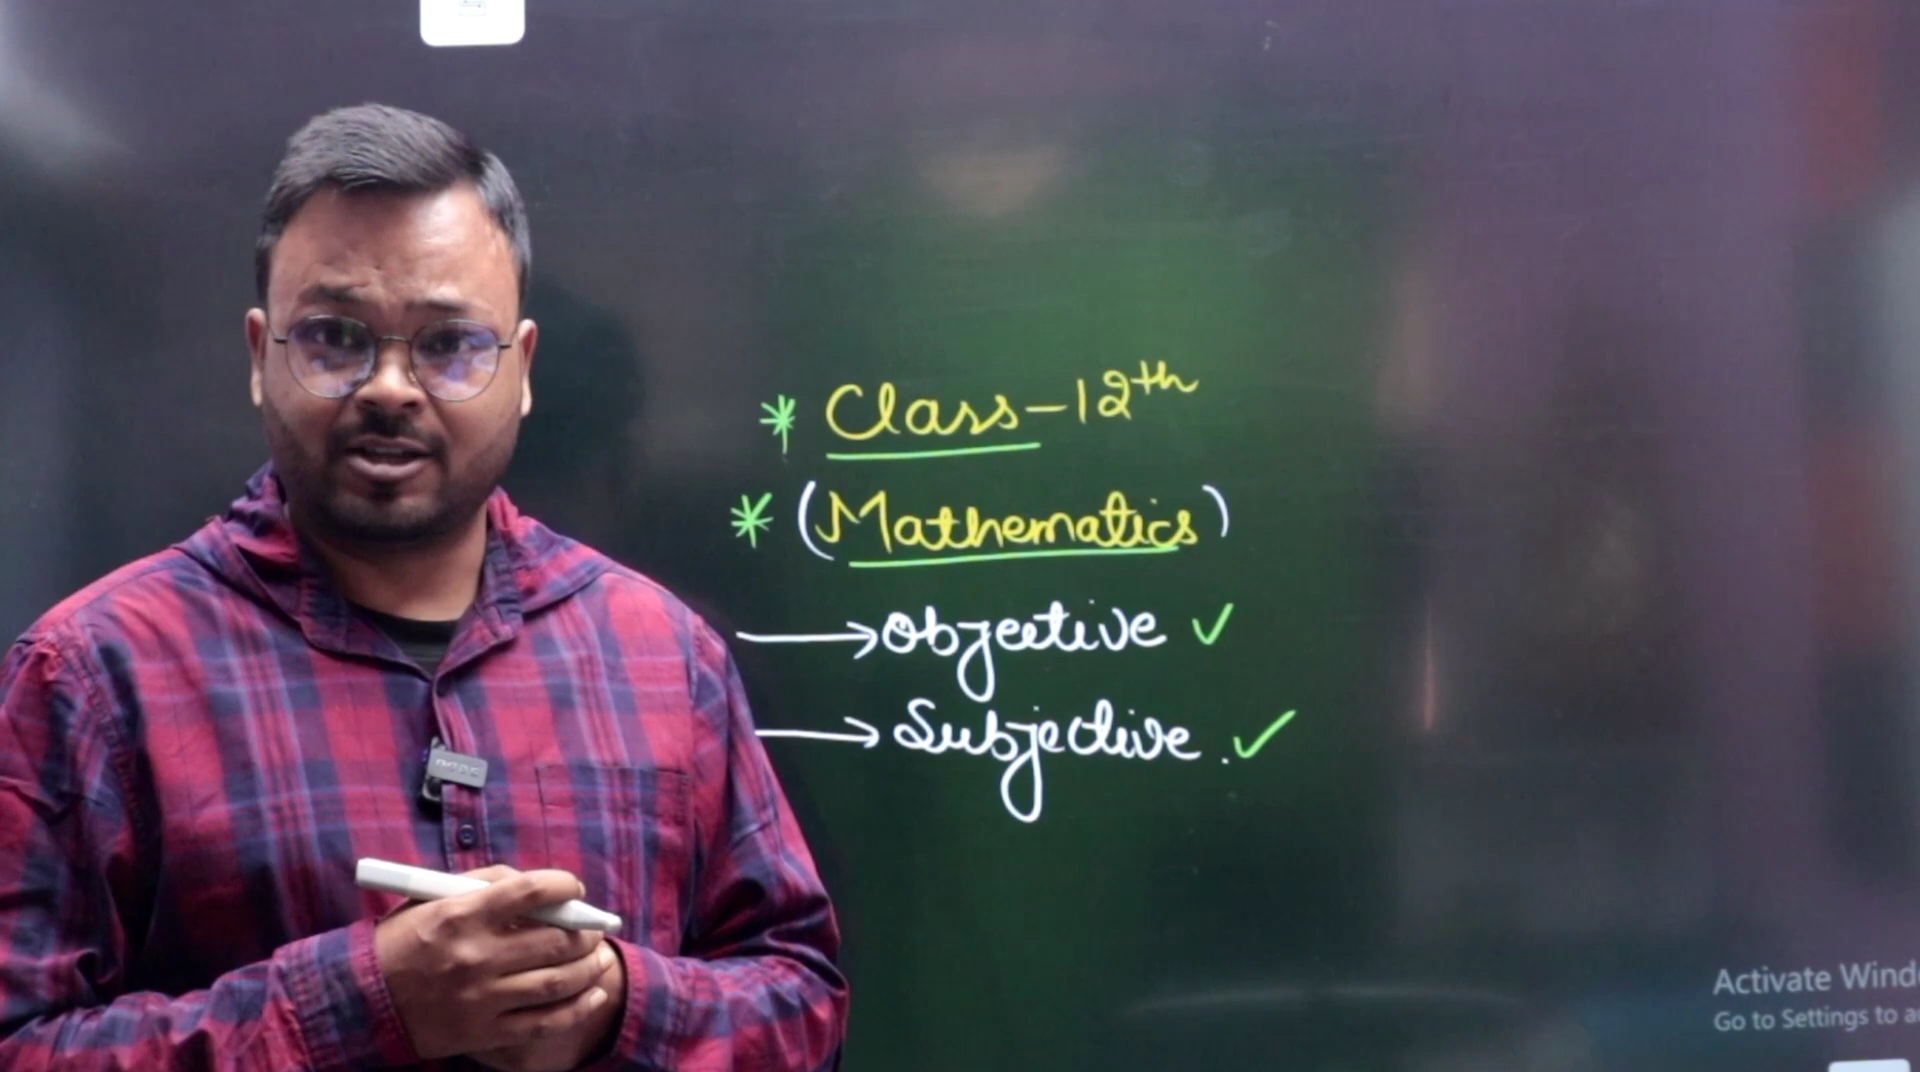 * Class-12th
* (Mathematics)
→ Objective ✓
→ Subjective. ✓
Activate Wind
Go to Settings to a